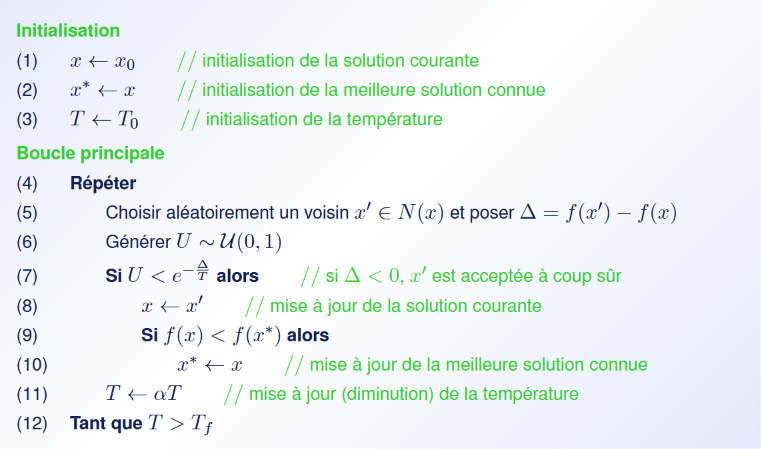 Initialisation
(1) x ← x₀ // initialisation de la solution courante
(2) x* ← x // initialisation de la meilleure solution connue
(3) T ← T₀ // initialisation de la température
Boucle principale
(4) Répéter
(5) Choisir aléatoirement un voisin x′ ∈ N(x) et poser Δ = f(x′) − f(x)
(6) Générer U ∼ 𝒰(0, 1)
(7) Si U < e^{−Δ/T} alors // si Δ < 0, x′ est acceptée à coup sûr
(8) x ← x′ // mise à jour de la solution courante
(9) Si f(x) < f(x*) alors
(10) x* ← x // mise à jour de la meilleure solution connue
(11) T ← αT // mise à jour (diminution) de la température
(12) Tant que T > T_f